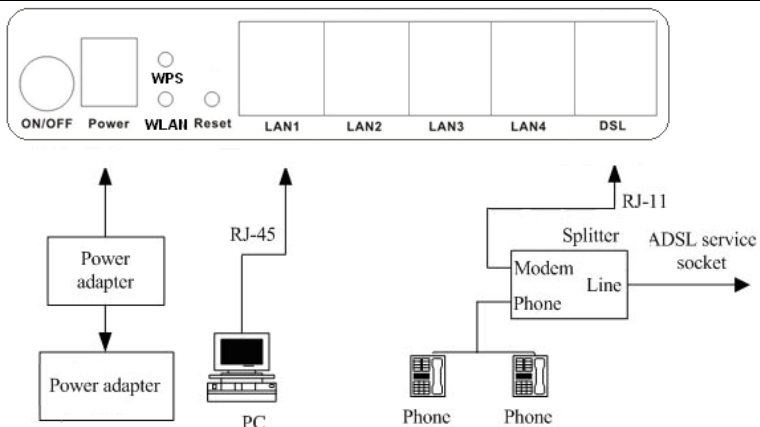 WPS
ON/OFF Power WLAN Reset LAN1 LAN2 LAN3 LAN4 DSL
RJ-45
RJ-11
Splitter
ADSL service
socket
Power
adapter
Modem
Line
Phone
Power adapter
PC
Phone
Phone